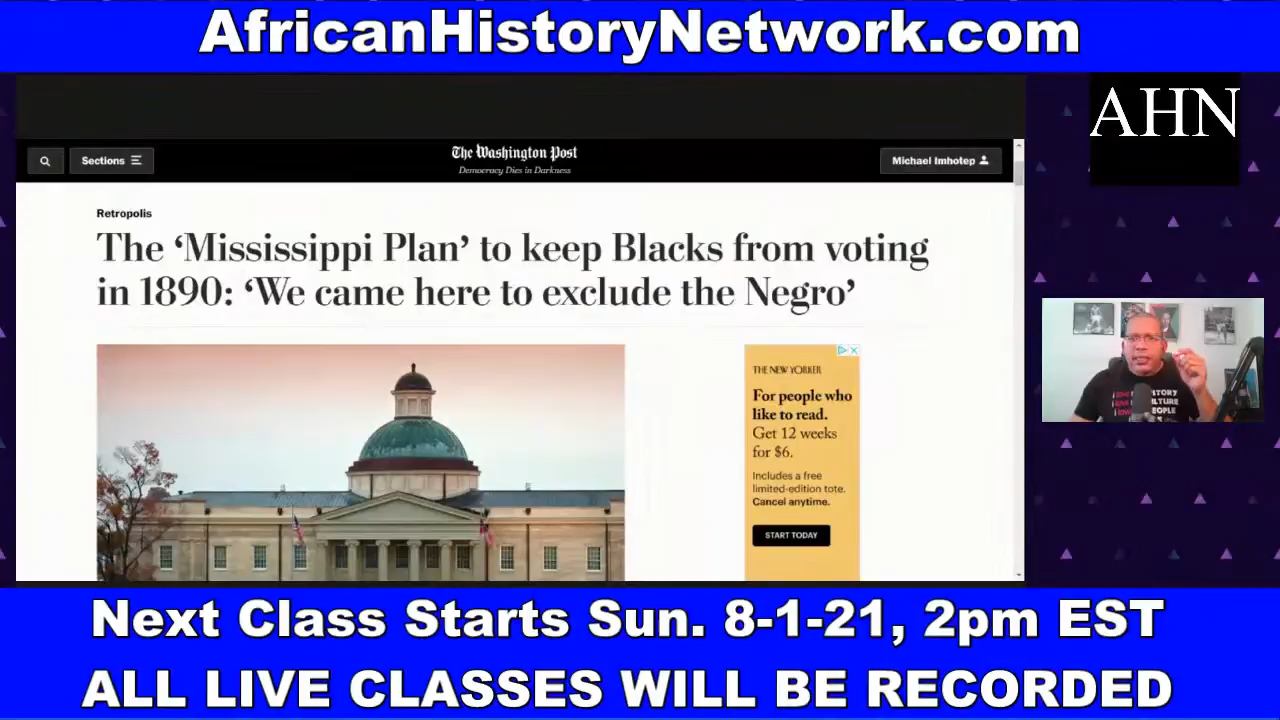 AfricanHistoryNetwork.com
AHN
Sections
The Washington Post
Democracy Dies in Darkness
Michael Imhotep
Retropolis
The ‘Mississippi Plan’ to keep Blacks from voting
in 1890: ‘We came here to exclude the Negro’
THE NEW YORKER
For people who
like to read.
Get 12 weeks
for $6.
Includes a free
limited-edition tote.
Cancel anytime.
START TODAY
HISTORY
CULTURE
PEOPLE
Next Class Starts Sun. 8-1-21, 2pm EST
ALL LIVE CLASSES WILL BE RECORDED